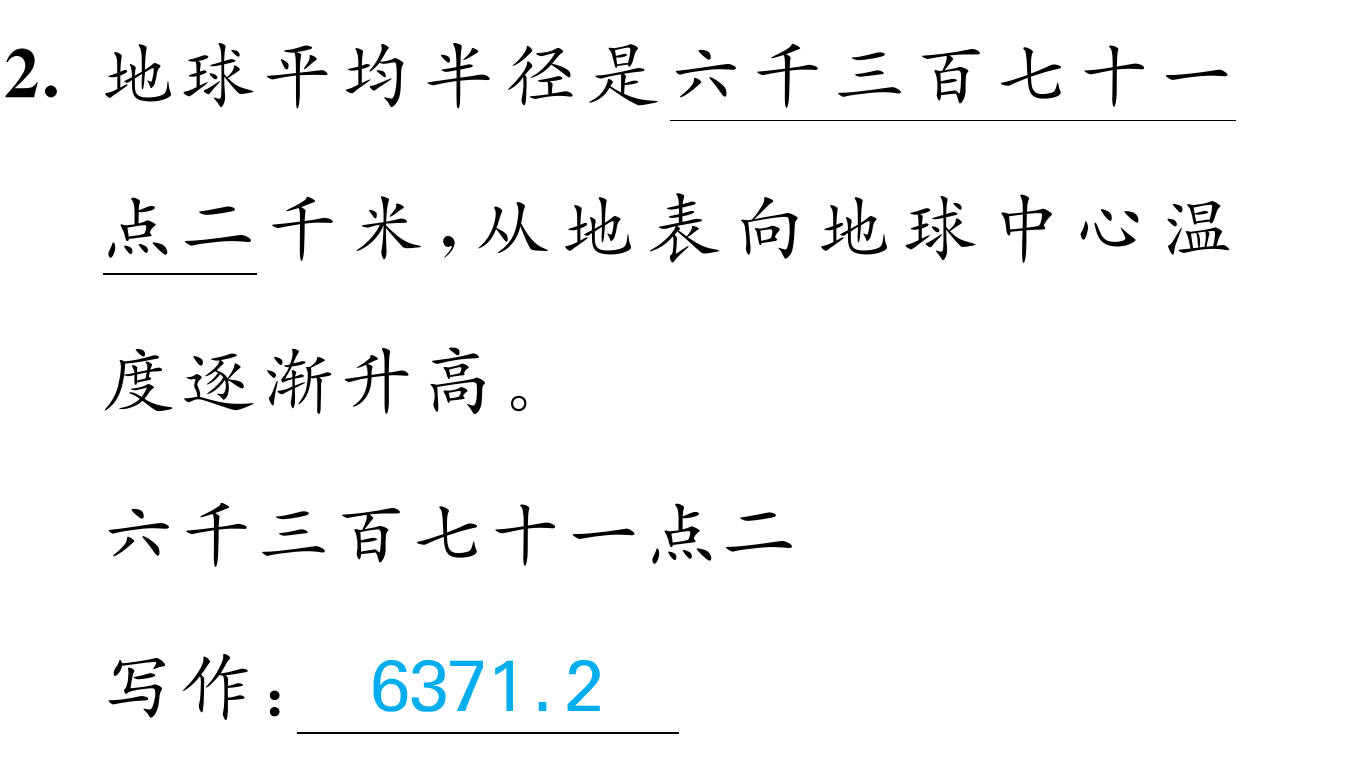 2. 地球平均半径是六千三百七十一
点二千米,从地表向地球中心温
度逐渐升高。
六千三百七十一点二
写作: 6371.2